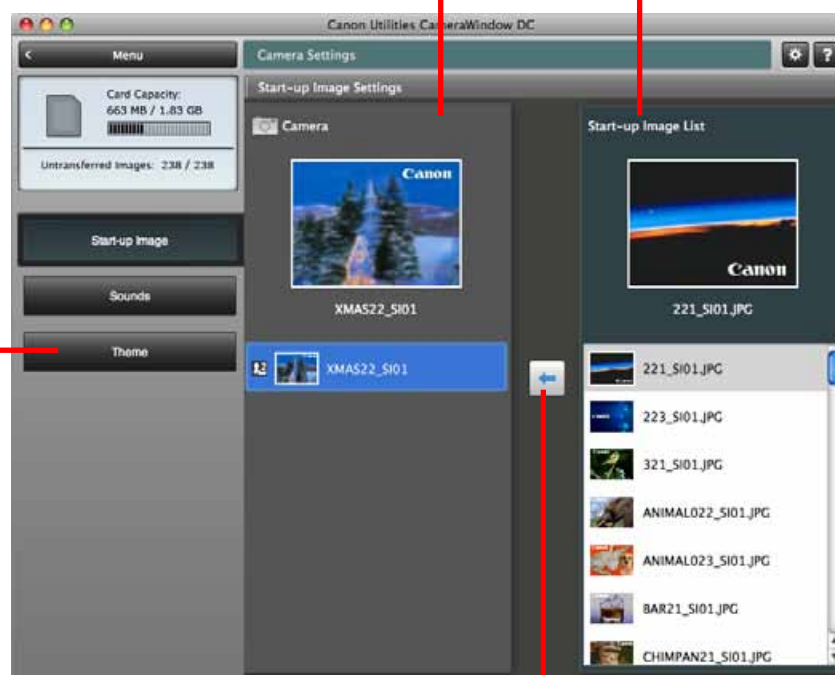 Canon Utilities CameraWindow DC
Menu
Camera Settings
?
Card Capacity:
663 MB / 1.83 GB
Untransferred Images: 238 / 238
Start-up Image Settings
Camera
Start-up Image List
Canon
Canon
XMAS22_SI01
221_SI01.JPG
Start-up Image
Sounds
Theme
XMAS22_SI01
221_SI01.JPG
223_SI01.JPG
321_SI01.JPG
ANIMAL022_SI01.JPG
ANIMAL023_SI01.JPG
BAR21_SI01.JPG
CHIMPAN21_SI01.JPG